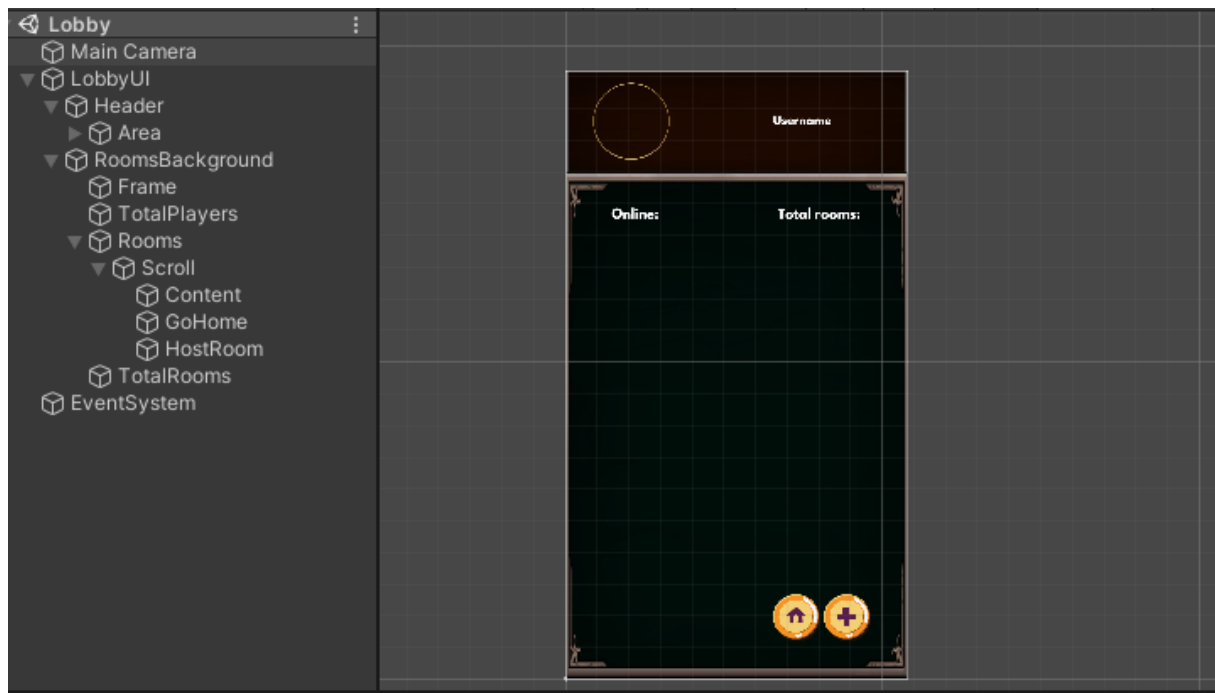 Lobby
Main Camera
LobbyUI
Header
Area
RoomsBackground
Frame
TotalPlayers
Rooms
Scroll
Content
GoHome
HostRoom
TotalRooms
EventSystem
Username
Online:
Total rooms: